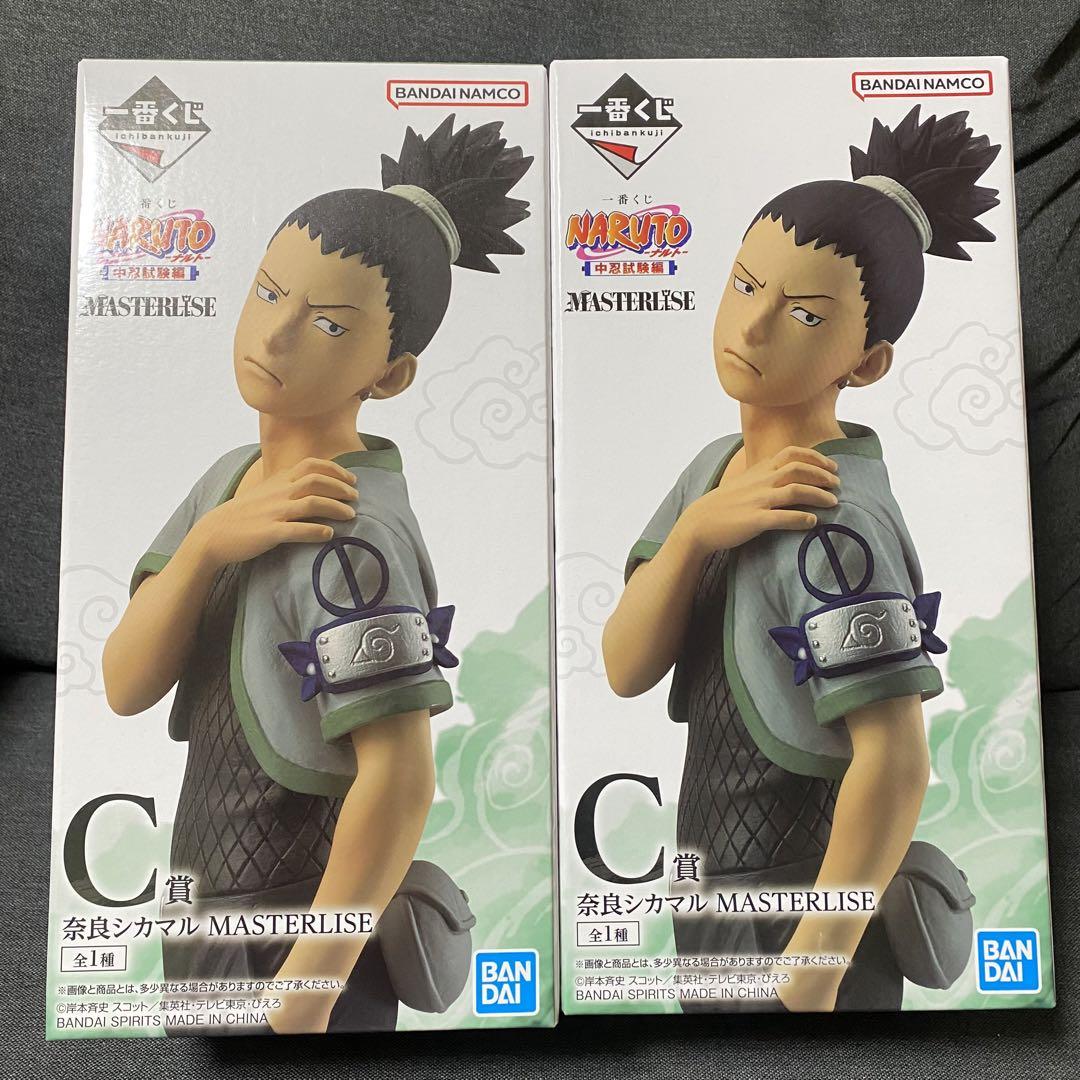 一番くじ
ichibankuji
BANDAI NAMCO
一番くじ
NARUTO
-ナルト-
中忍試験編
MASTERLISE
C賞
奈良シカマル MASTERLISE
全1種
※画像と商品とは、多少異なる場合がありますのでご了承ください。
©岸本斉史 スコット／集英社・テレビ東京・ぴえろ
BANDAI SPIRITS MADE IN CHINA
BAN
DAI
一番くじ
ichibankuji
BANDAI NAMCO
一番くじ
NARUTO
-ナルト-
中忍試験編
MASTERLISE
C賞
奈良シカマル MASTERLISE
全1種
※画像と商品とは、多少異なる場合がありますのでご了承ください。
©岸本斉史 スコット／集英社・テレビ東京・ぴえろ
BANDAI SPIRITS MADE IN CHINA
BAN
DAI